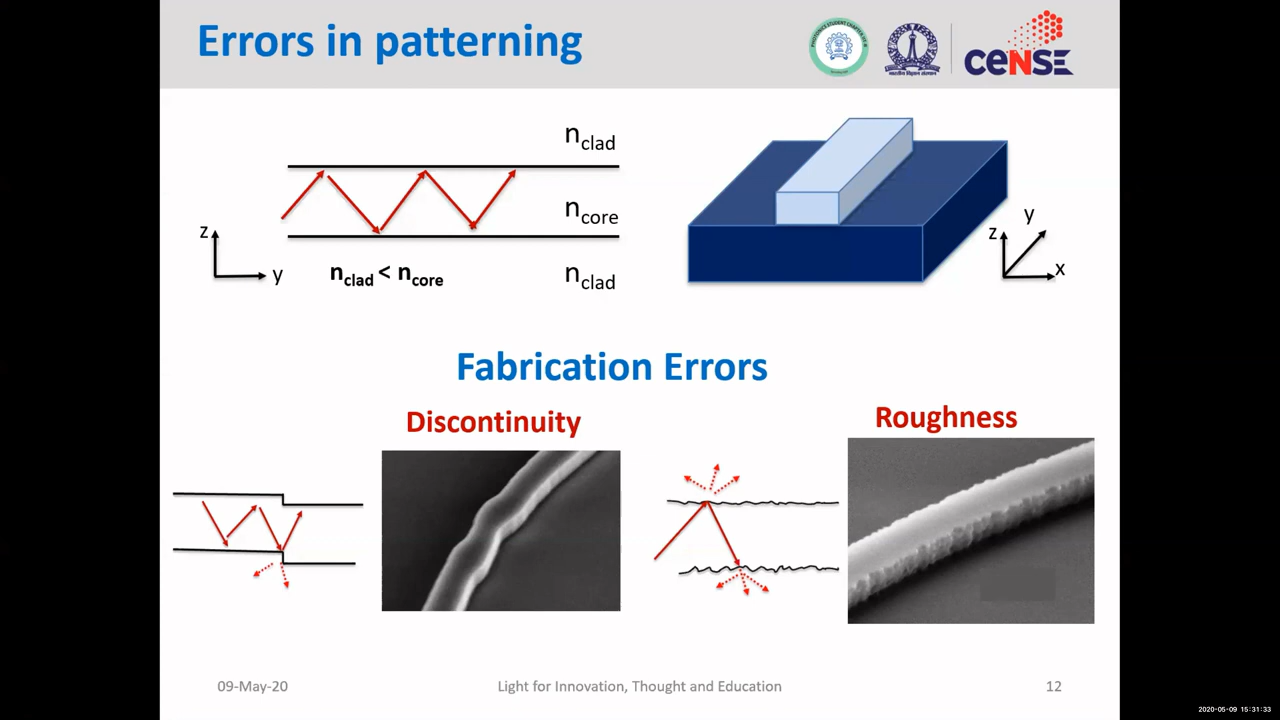 Errors in patterning
CeNSE
n_clad
n_core
z
y
n_clad < n_core
n_clad
y
z
x
Fabrication Errors
Discontinuity
Roughness
09-May-20
Light for Innovation, Thought and Education
12
2020-05-09 15:31:33